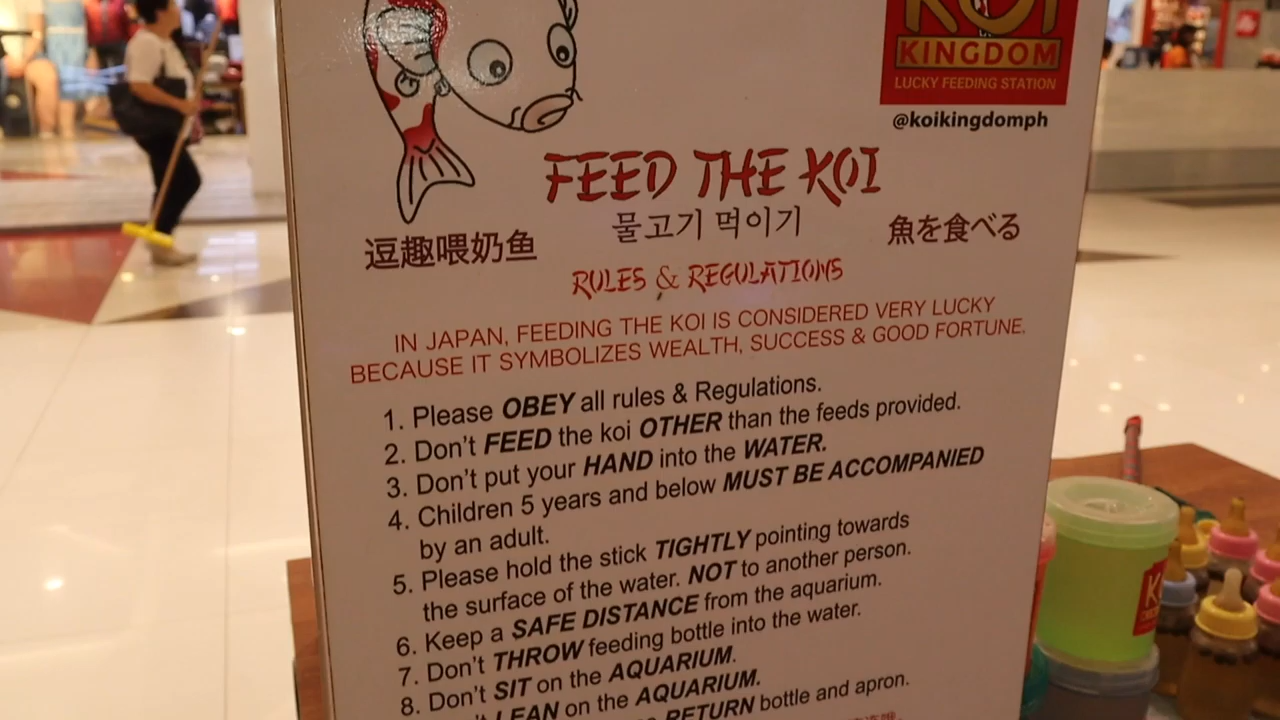 KOI
KINGDOM
LUCKY FEEDING STATION
@koikingdomph
FEED THE KOI
逗趣喂奶鱼
물고기 먹이기
魚を食べる
RULES & REGULATIONS
IN JAPAN, FEEDING THE KOI IS CONSIDERED VERY LUCKY
BECAUSE IT SYMBOLIZES WEALTH, SUCCESS & GOOD FORTUNE.
1. Please OBEY all rules & Regulations.
2. Don't FEED the koi OTHER than the feeds provided.
3. Don't put your HAND into the WATER.
4. Children 5 years and below MUST BE ACCOMPANIED
by an adult.
5. Please hold the stick TIGHTLY pointing towards
the surface of the water. NOT to another person.
6. Keep a SAFE DISTANCE from the aquarium.
7. Don't THROW feeding bottle into the water.
8. Don't SIT on the AQUARIUM.
LEAN on the AQUARIUM.
RETURN bottle and apron.